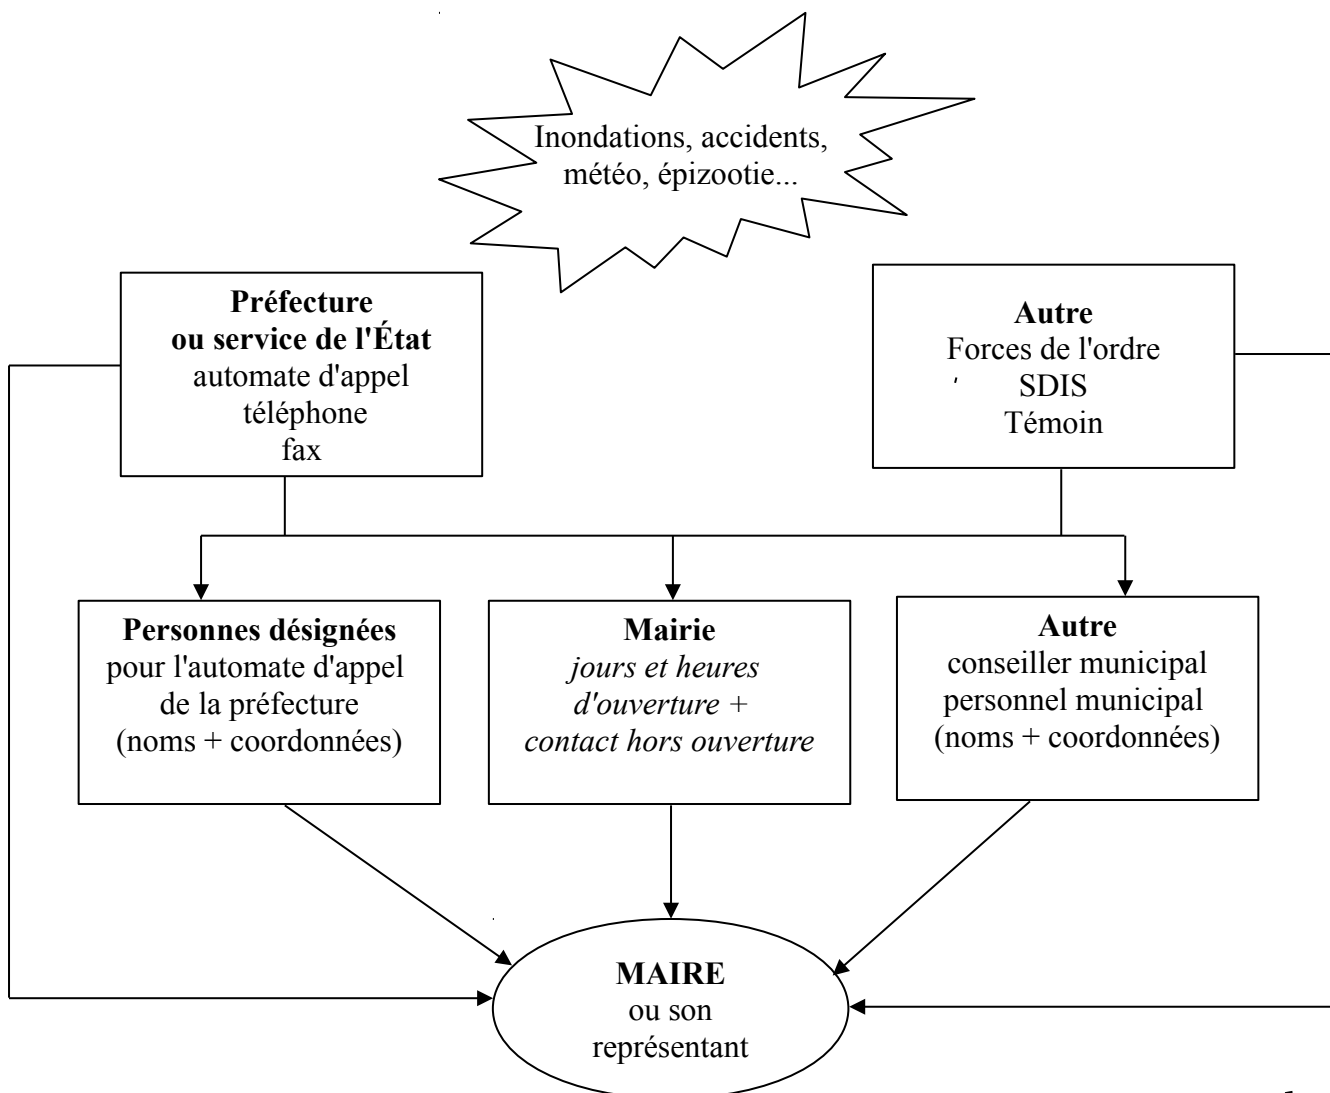 Inondations, accidents,
météo, épizootie...
Préfecture
ou service de l'État
automate d'appel
téléphone
fax
Autre
Forces de l'ordre
SDIS
Témoin
Personnes désignées
pour l'automate d'appel
de la préfecture
(noms + coordonnées)
Mairie
jours et heures
d'ouverture +
contact hors ouverture
Autre
conseiller municipal
personnel municipal
(noms + coordonnées)
MAIRE
ou son
représentant